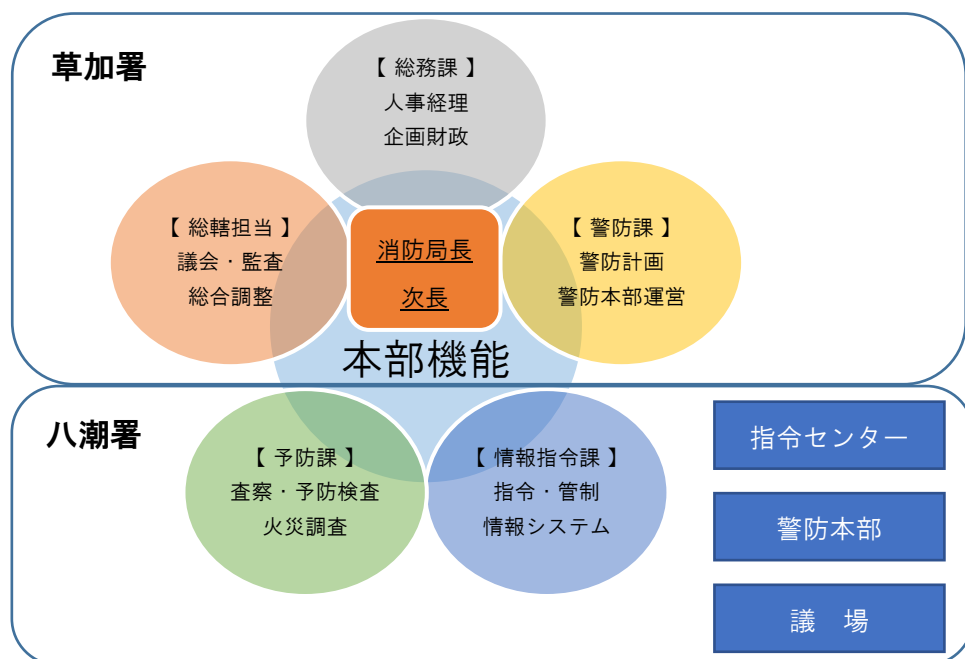 草加署
【 総務課 】
人事経理
企画財政
【 総轄担当 】
議会・監査
総合調整
消防局長
次長
【 警防課 】
警防計画
警防本部運営
本部機能
八潮署
【 予防課 】
査察・予防検査
火災調査
【 情報指令課 】
指令・管制
情報システム
指令センター
警防本部
議　場